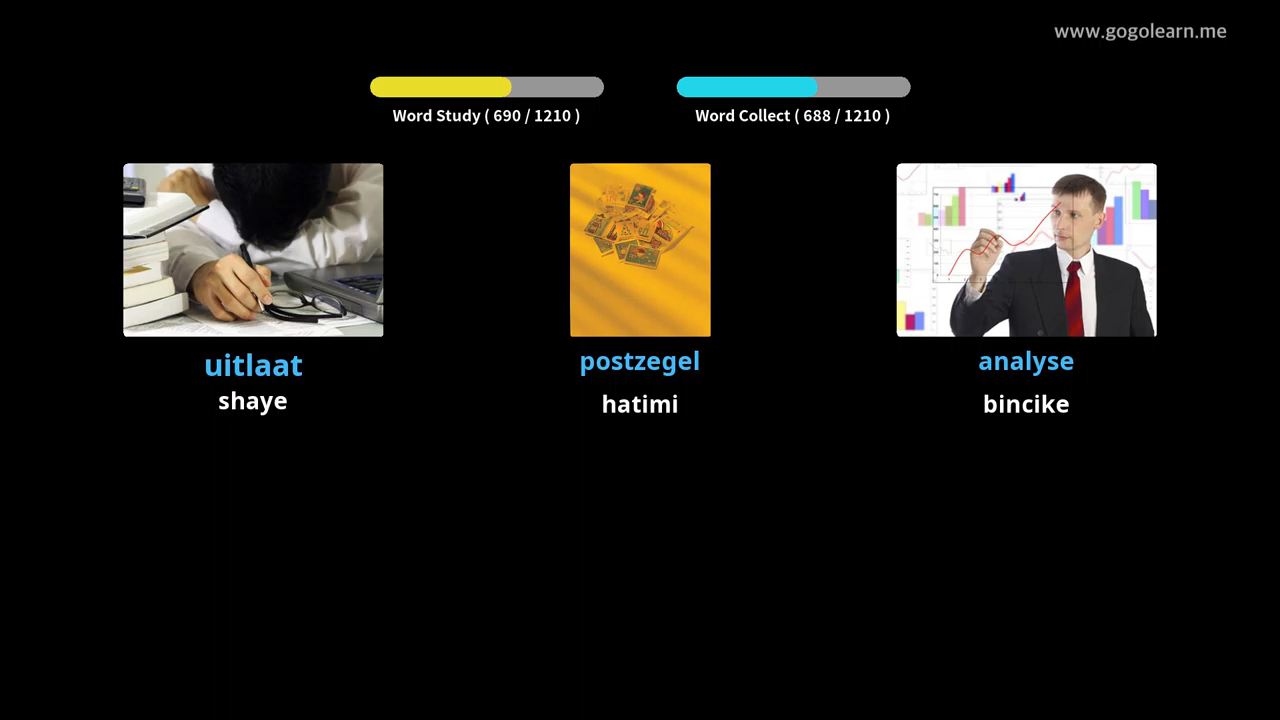 www.gogolearn.me
Word Study ( 690 / 1210 )
Word Collect ( 688 / 1210 )
uitlaat
shaye
postzegel
hatimi
analyse
bincike